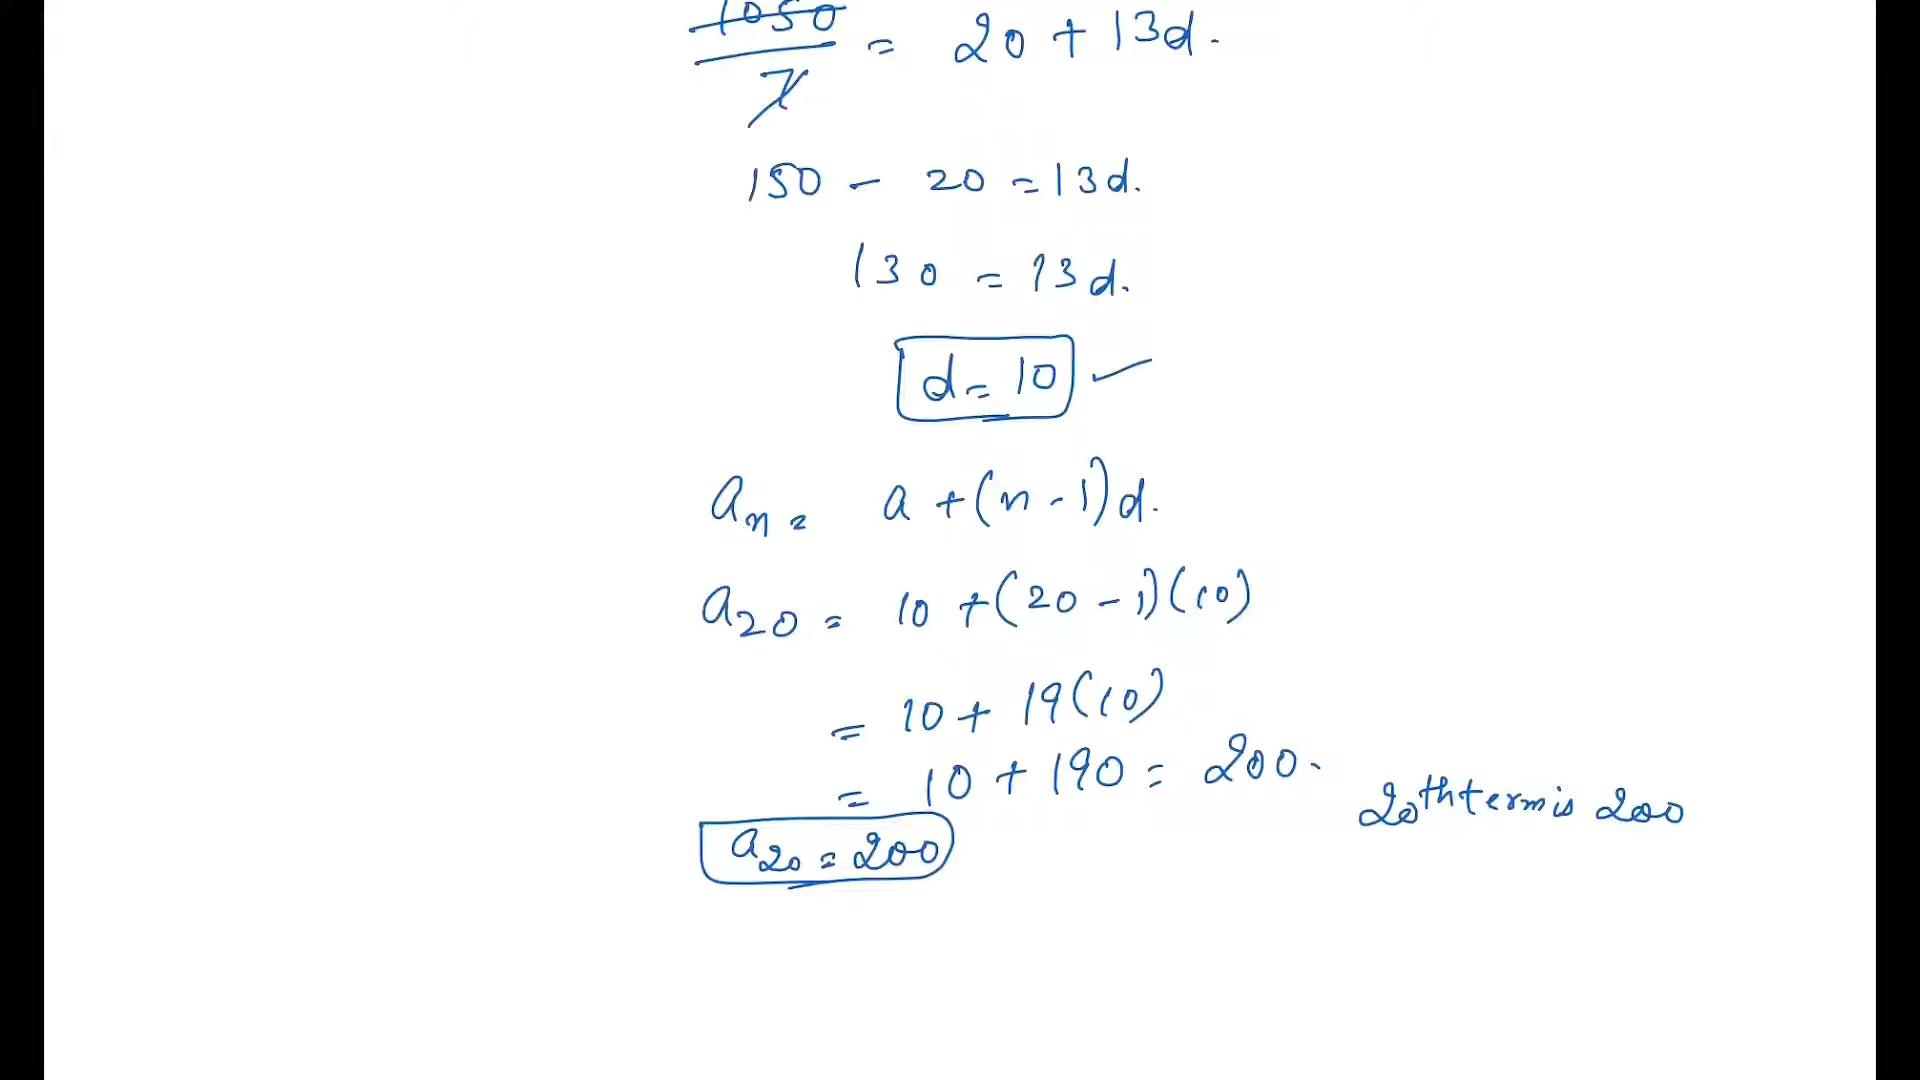 1050/7 = 20 + 13d.
150 - 20 = 13d.
130 = 13d.
d = 10 ✓
aₙ = a + (n - 1)d.
a₂₀ = 10 + (20 - 1)(10)
= 10 + 19(10)
= 10 + 190 = 200.
20th term is 200
a₂₀ = 200